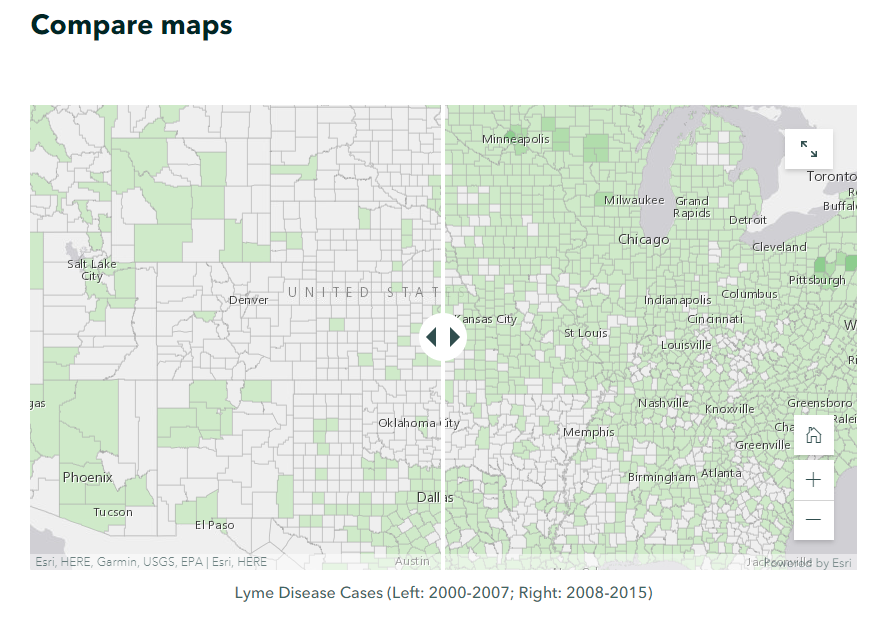 Compare maps
Minneapolis
Toronto
Milwaukee
Grand
Rapids
Buffalo
Detroit
Chicago
Cleveland
Salt Lake
City
Pittsburgh
UNITED STAT
Denver
Indianapolis
Columbus
Kansas City
Cincinnati
St Louis
Louisville
gas
Nashville
Knoxville
Greensboro
Oklahoma City
Memphis
Greenville
Phoenix
Birmingham
Atlanta
Dallas
Tucson
El Paso
Esri, HERE, Garmin, USGS, EPA | Esri, HERE
Austin
Jacksonville
Powered by Esri
Lyme Disease Cases (Left: 2000-2007; Right: 2008-2015)